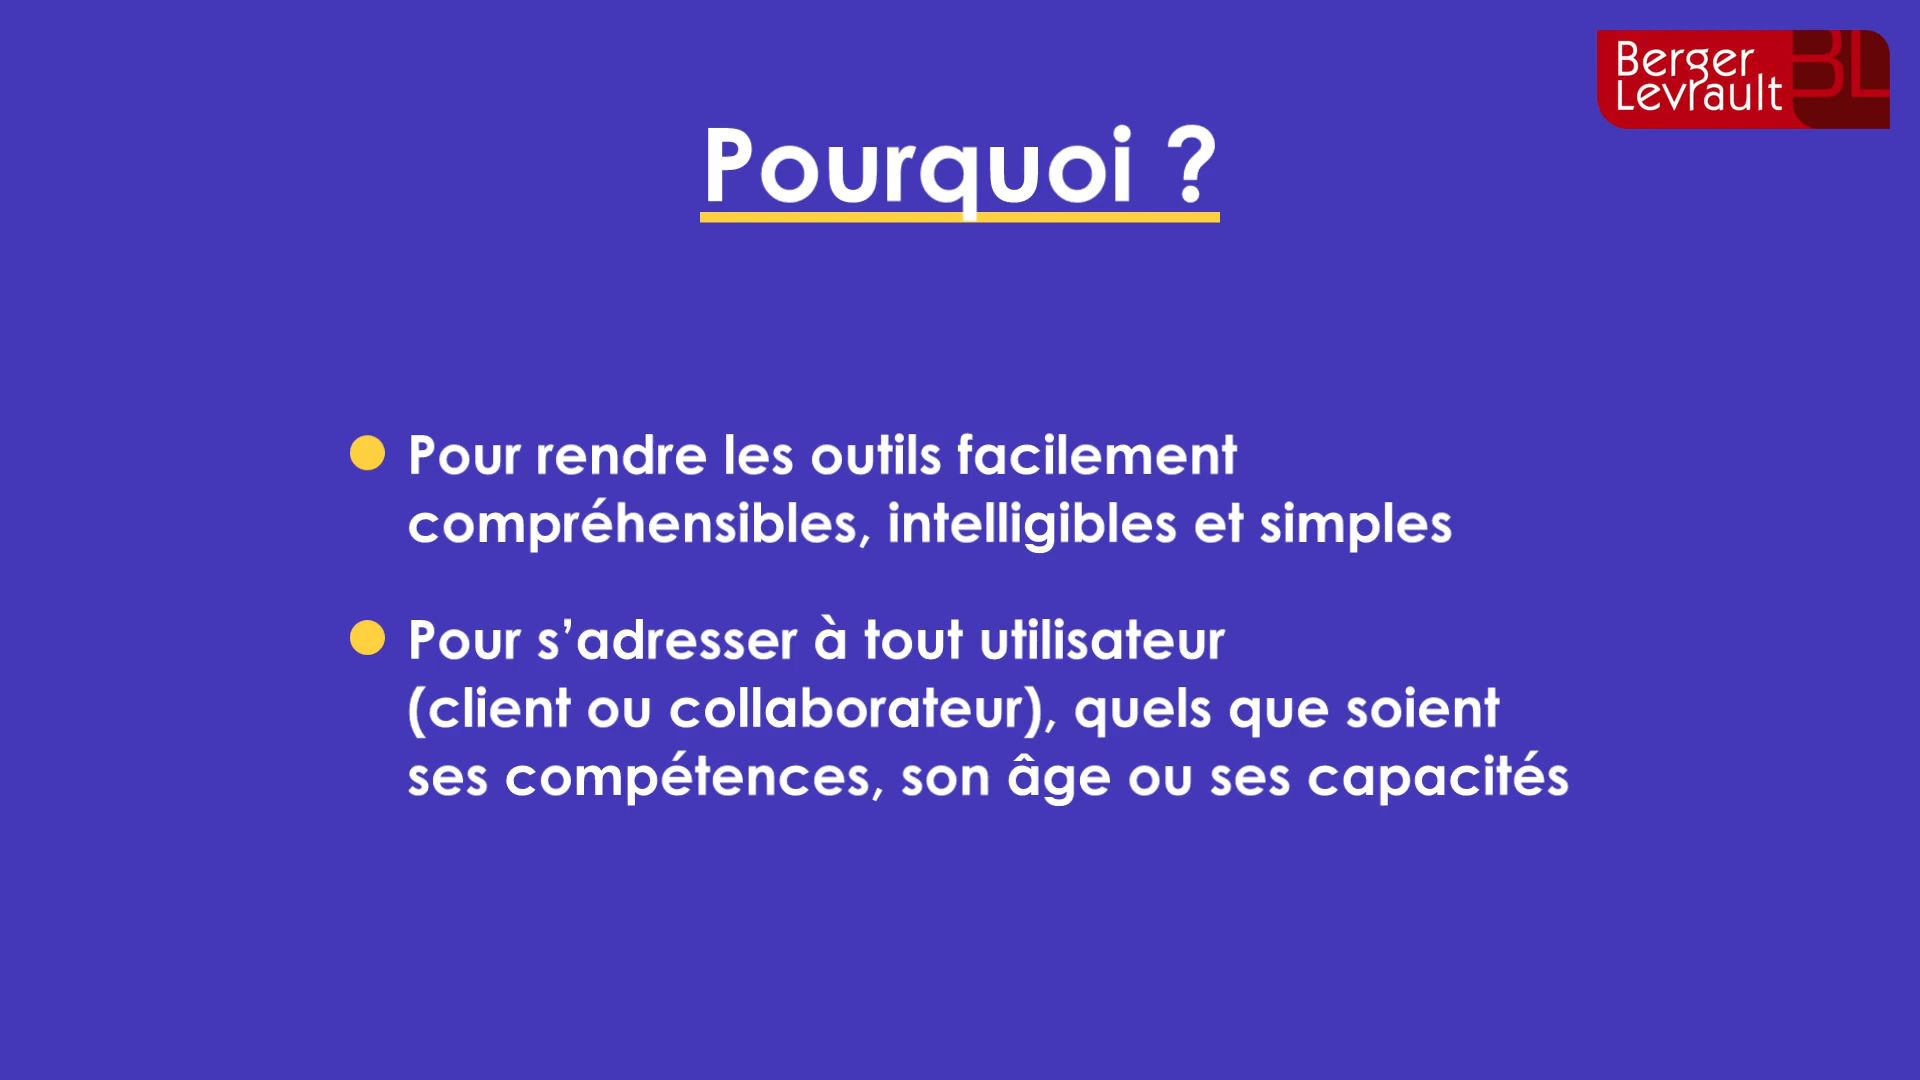 Berger
Levrault
BL
Pourquoi ?
Pour rendre les outils facilement
compréhensibles, intelligibles et simples
Pour s’adresser à tout utilisateur
(client ou collaborateur), quels que soient
ses compétences, son âge ou ses capacités